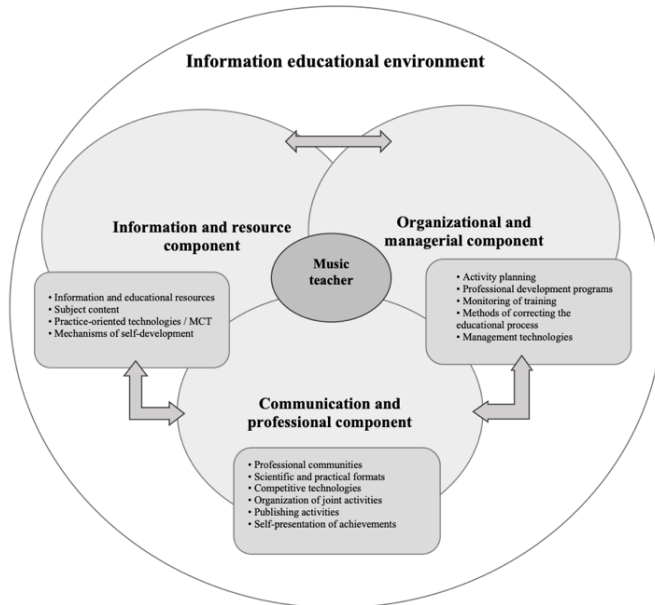 Information educational environment
Information and resource
component
Organizational and
managerial component
Music
teacher
• Information and educational resources
• Subject content
• Practice-oriented technologies / MCT
• Mechanisms of self-development
• Activity planning
• Professional development programs
• Monitoring of training
• Methods of correcting the
educational process
• Management technologies
Communication and
professional component
• Professional communities
• Scientific and practical formats
• Competitive technologies
• Organization of joint activities
• Publishing activities
• Self-presentation of achievements